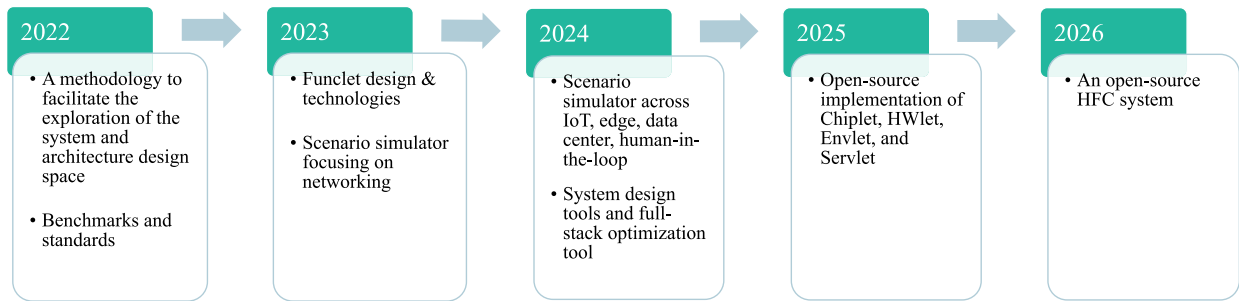 2022
• A methodology to
facilitate the
exploration of the
system and
architecture design
space
• Benchmarks and
standards
2023
• Funclet design &
technologies
• Scenario simulator
focusing on
networking
2024
• Scenario
simulator across
IoT, edge, data
center, human-in-
the-loop
• System design
tools and full-
stack optimization
tool
2025
• Open-source
implementation of
Chiplet, HWlet,
Envlet, and
Servlet
2026
• An open-source
HFC system